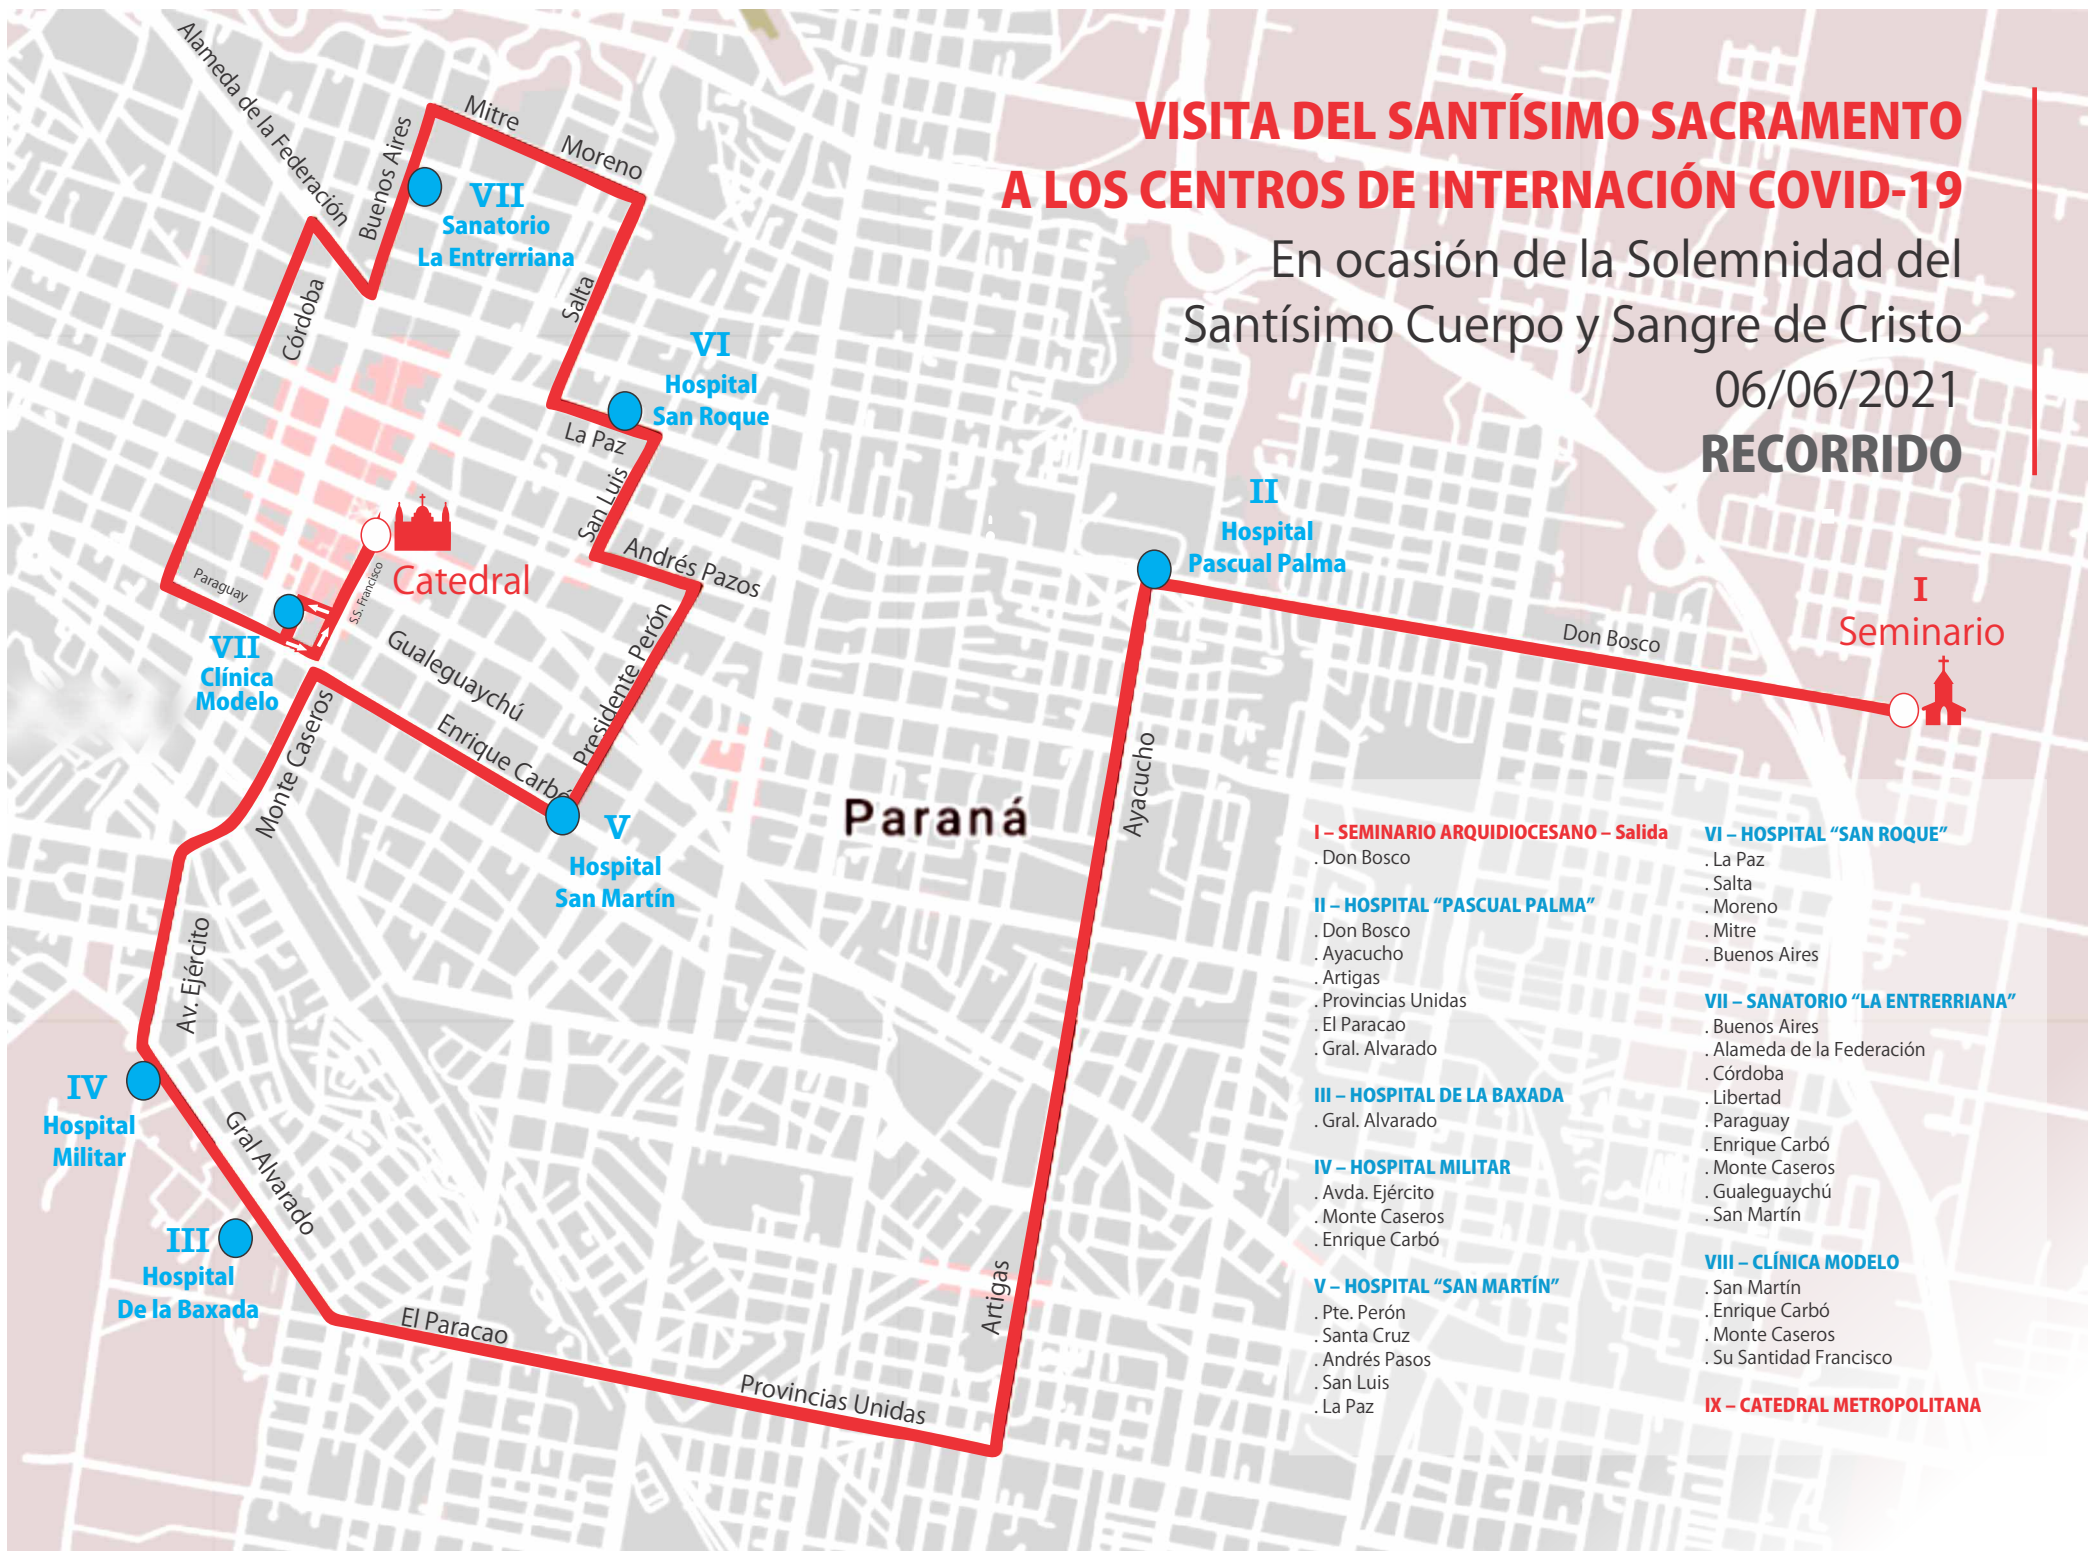 VISITA DEL SANTÍSIMO SACRAMENTO
A LOS CENTROS DE INTERNACIÓN COVID-19
En ocasión de la Solemnidad del
Santísimo Cuerpo y Sangre de Cristo
06/06/2021
RECORRIDO
Alameda de la Federación
Buenos Aires
Mitre
Moreno
VII
Sanatorio
La Entrerriana
Córdoba
Salta
VI
Hospital
San Roque
La Paz
San Luis
Andrés Pazos
Catedral
S.S. Francisco
Paraguay
VII
Clínica
Modelo
Gualeguaychú
Enrique Carbó
Presidente Perón
Monte Caseros
V
Hospital
San Martín
Paraná
II
Hospital
Pascual Palma
Don Bosco
I
Seminario
Ayacucho
Av. Ejército
IV
Hospital
Militar
Gral Alvarado
III
Hospital
De la Baxada
El Paracao
Provincias Unidas
Artigas
I – SEMINARIO ARQUIDIOCESANO – Salida
. Don Bosco
II – HOSPITAL “PASCUAL PALMA”
. Don Bosco
. Ayacucho
. Artigas
. Provincias Unidas
. El Paracao
. Gral. Alvarado
III – HOSPITAL DE LA BAXADA
. Gral. Alvarado
IV – HOSPITAL MILITAR
. Avda. Ejército
. Monte Caseros
. Enrique Carbó
V – HOSPITAL “SAN MARTÍN”
. Pte. Perón
. Santa Cruz
. Andrés Pasos
. San Luis
. La Paz
VI – HOSPITAL “SAN ROQUE”
. La Paz
. Salta
. Moreno
. Mitre
. Buenos Aires
VII – SANATORIO “LA ENTRERRIANA”
. Buenos Aires
. Alameda de la Federación
. Córdoba
. Libertad
. Paraguay
. Enrique Carbó
. Monte Caseros
. Gualeguaychú
. San Martín
VIII – CLÍNICA MODELO
. San Martín
. Enrique Carbó
. Monte Caseros
. Su Santidad Francisco
IX – CATEDRAL METROPOLITANA